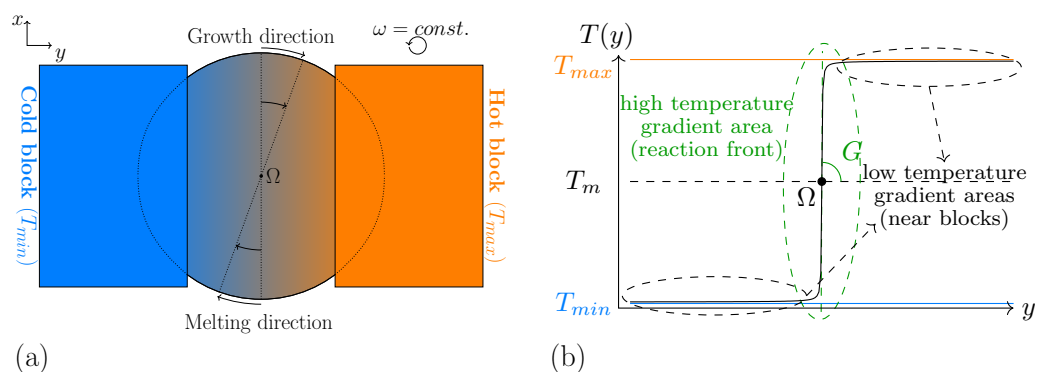 x
y
Growth direction
ω = const.
Cold block (T_min)
Ω
Hot block (T_max)
Melting direction
(a)
T(y)
T_max
high temperature
gradient area
(reaction front)
G
T_m
Ω
low temperature
gradient areas
(near blocks)
T_min
y
(b)